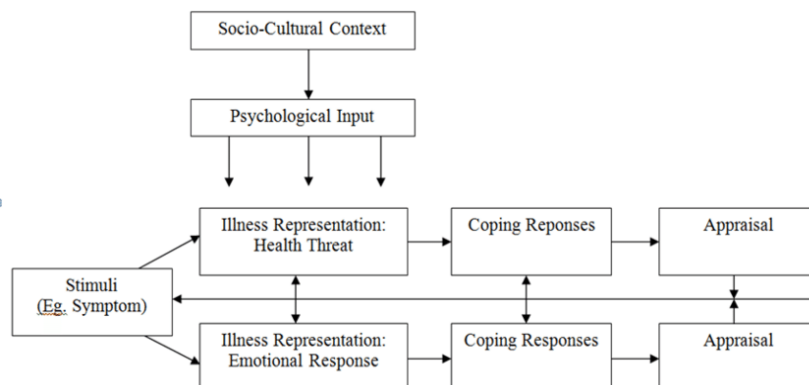 Socio-Cultural Context
Psychological Input
Illness Representation:
Health Threat
Coping Reponses
Appraisal
Stimuli
(Eg. Symptom)
Illness Representation:
Emotional Response
Coping Responses
Appraisal